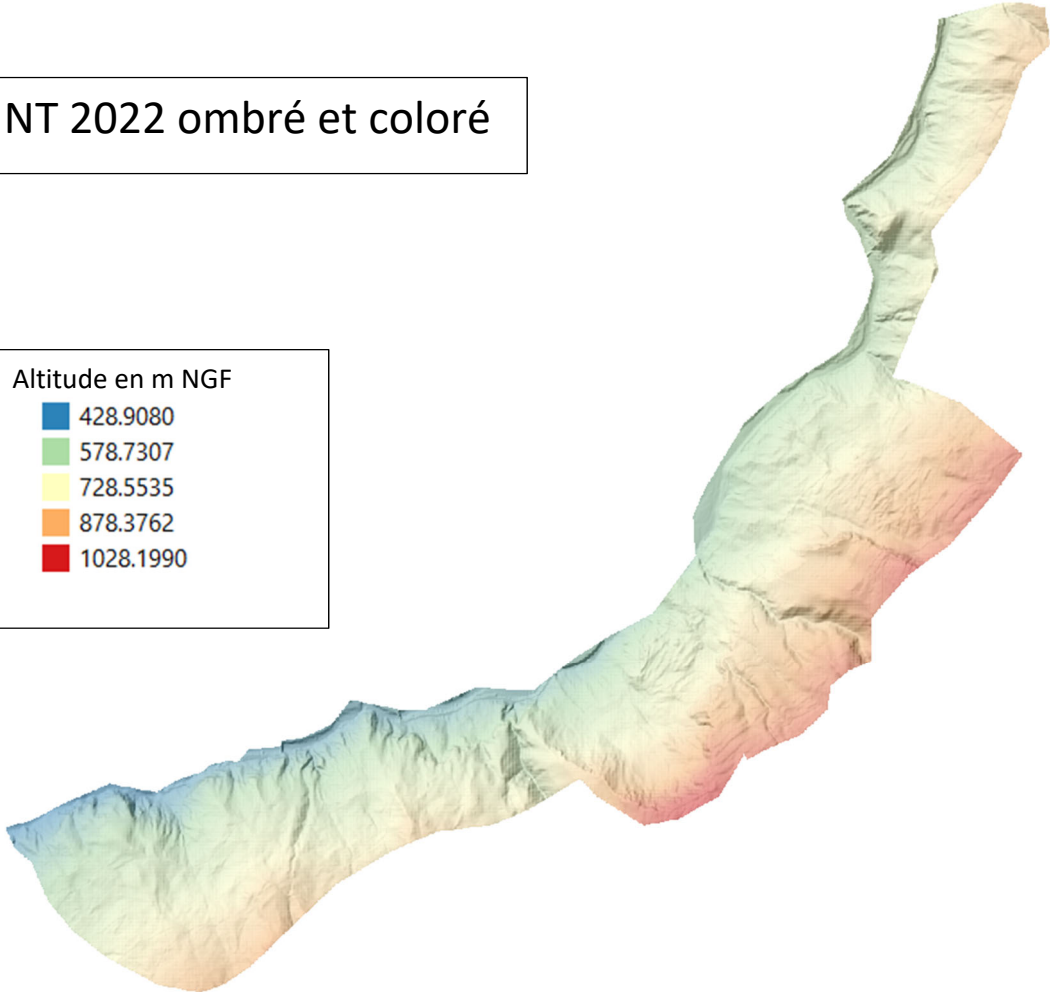 NT 2022 ombré et coloré
Altitude en m NGF
428.9080
578.7307
728.5535
878.3762
1028.1990